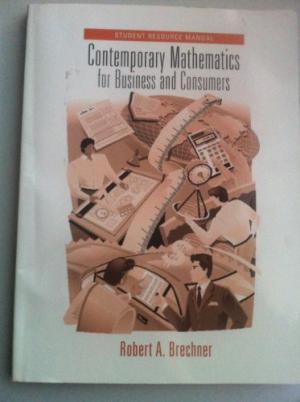 STUDENT RESOURCE MANUAL
Contemporary Mathematics
for Business and Consumers
Robert A. Brechner